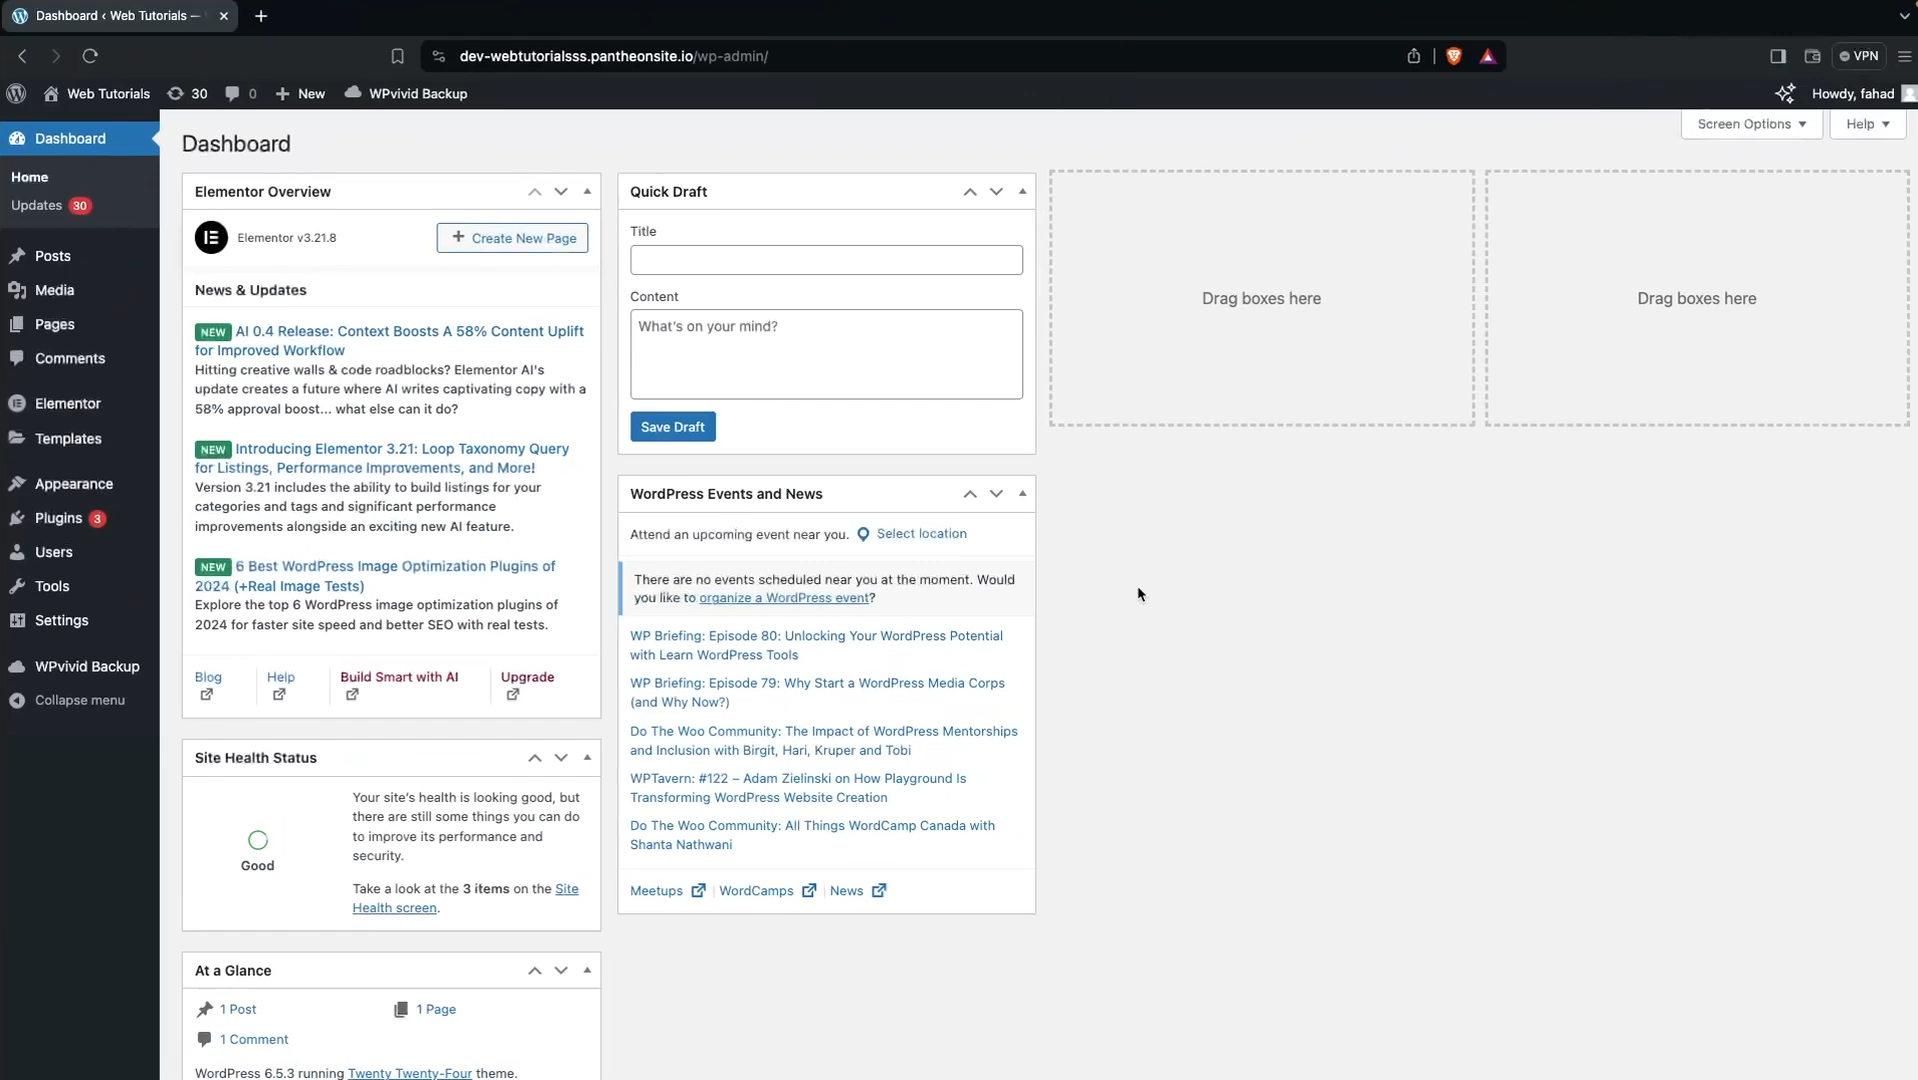 Dashboard ‹ Web Tutorials —
dev-webtutorialsss.pantheonsite.io/wp-admin/
VPN
Web Tutorials
30
0
New
WPvivid Backup
Howdy, fahad
Dashboard
Home
Updates 30
Posts
Media
Pages
Comments
Elementor
Templates
Appearance
Plugins 3
Users
Tools
Settings
WPvivid Backup
Collapse menu
Screen Options
Help
Dashboard
Elementor Overview
Elementor v3.21.8
Create New Page
News & Updates
NEW AI 0.4 Release: Context Boosts A 58% Content Uplift
for Improved Workflow
Hitting creative walls & code roadblocks? Elementor AI's
update creates a future where AI writes captivating copy with a
58% approval boost... what else can it do?
NEW Introducing Elementor 3.21: Loop Taxonomy Query
for Listings, Performance Improvements, and More!
Version 3.21 includes the ability to build listings for your
categories and tags and significant performance
improvements alongside an exciting new AI feature.
NEW 6 Best WordPress Image Optimization Plugins of
2024 (+Real Image Tests)
Explore the top 6 WordPress image optimization plugins of
2024 for faster site speed and better SEO with real tests.
Blog
Help
Build Smart with AI
Upgrade
Site Health Status
Good
Your site's health is looking good, but
there are still some things you can do
to improve its performance and
security.
Take a look at the 3 items on the Site
Health screen.
At a Glance
1 Post
1 Page
1 Comment
WordPress 6.5.3 running Twenty Twenty-Four theme.
Quick Draft
Title
Content
What's on your mind?
Save Draft
WordPress Events and News
Attend an upcoming event near you. Select location
There are no events scheduled near you at the moment. Would
you like to organize a WordPress event?
WP Briefing: Episode 80: Unlocking Your WordPress Potential
with Learn WordPress Tools
WP Briefing: Episode 79: Why Start a WordPress Media Corps
(and Why Now?)
Do The Woo Community: The Impact of WordPress Mentorships
and Inclusion with Birgit, Hari, Kruper and Tobi
WPTavern: #122 – Adam Zielinski on How Playground Is
Transforming WordPress Website Creation
Do The Woo Community: All Things WordCamp Canada with
Shanta Nathwani
Meetups | WordCamps | News
Drag boxes here
Drag boxes here